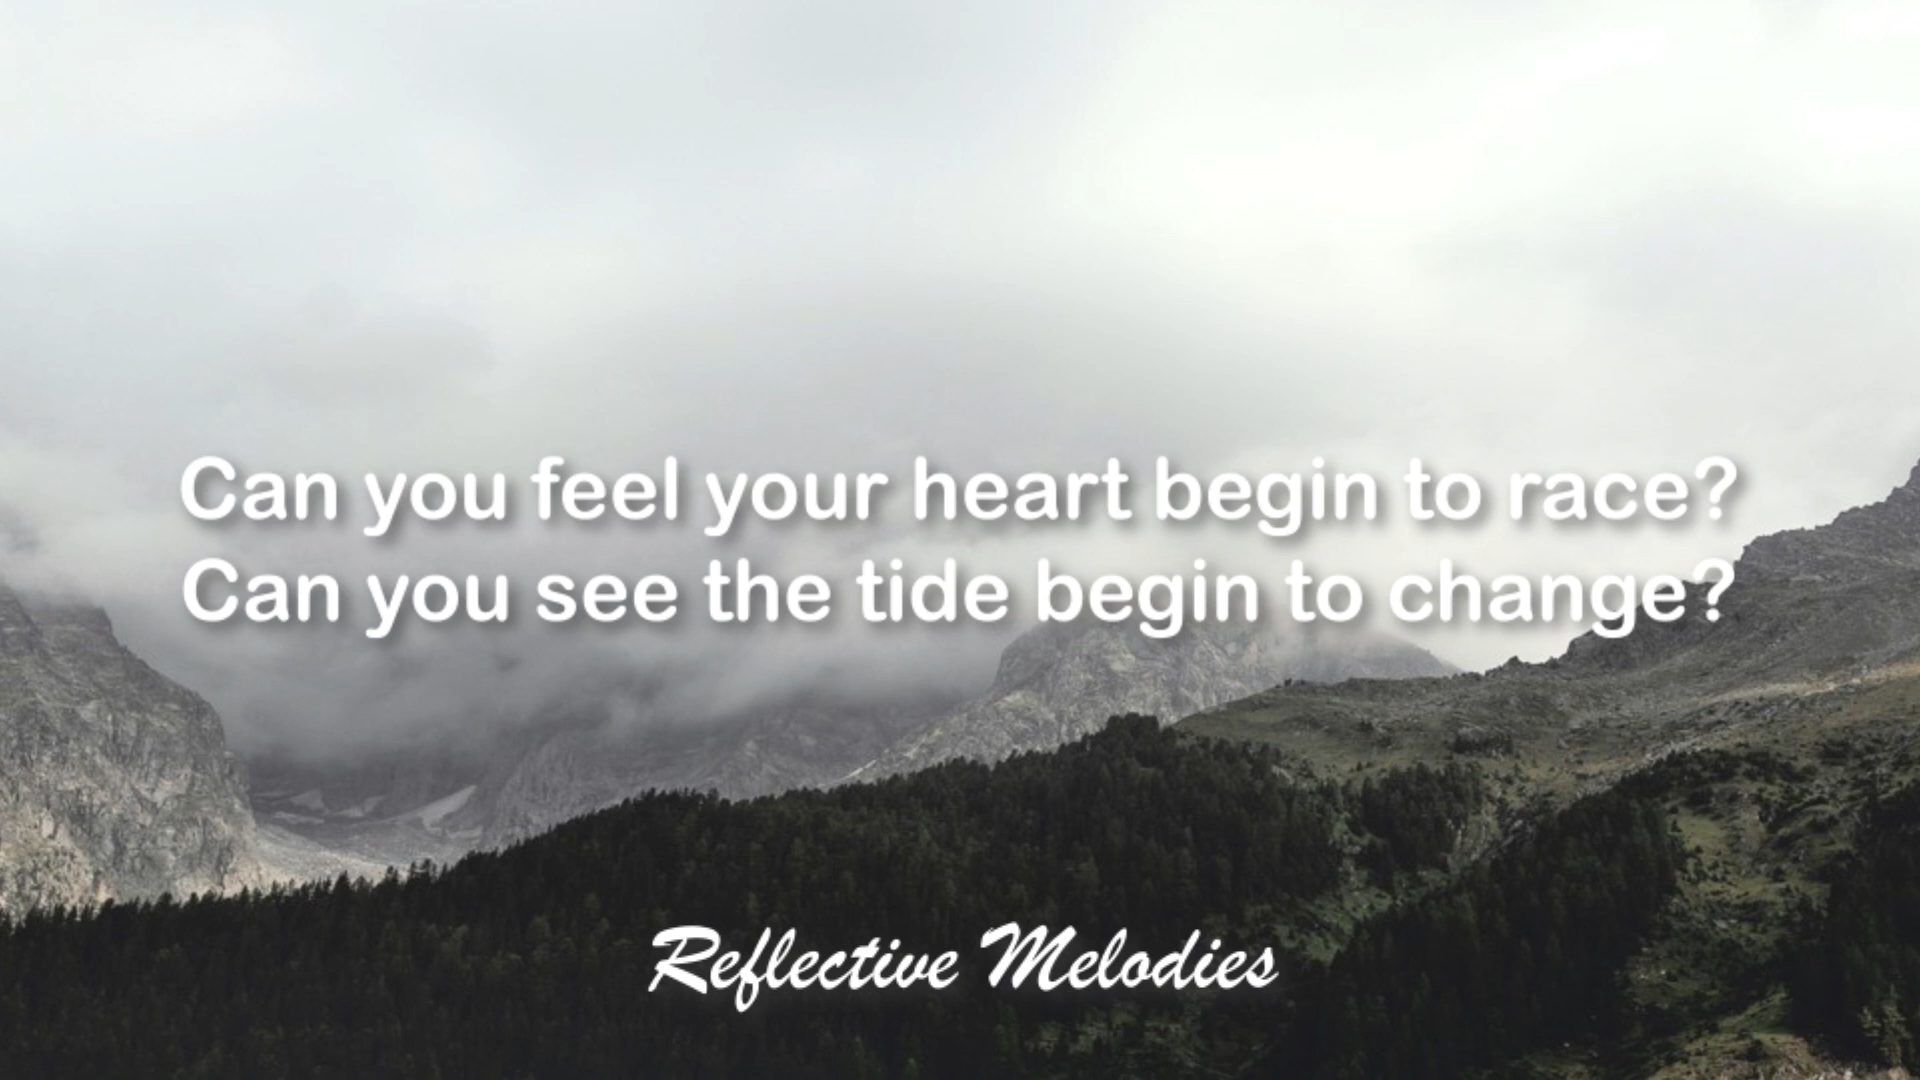 Can you feel your heart begin to race?
Can you see the tide begin to change?
Reflective Melodies